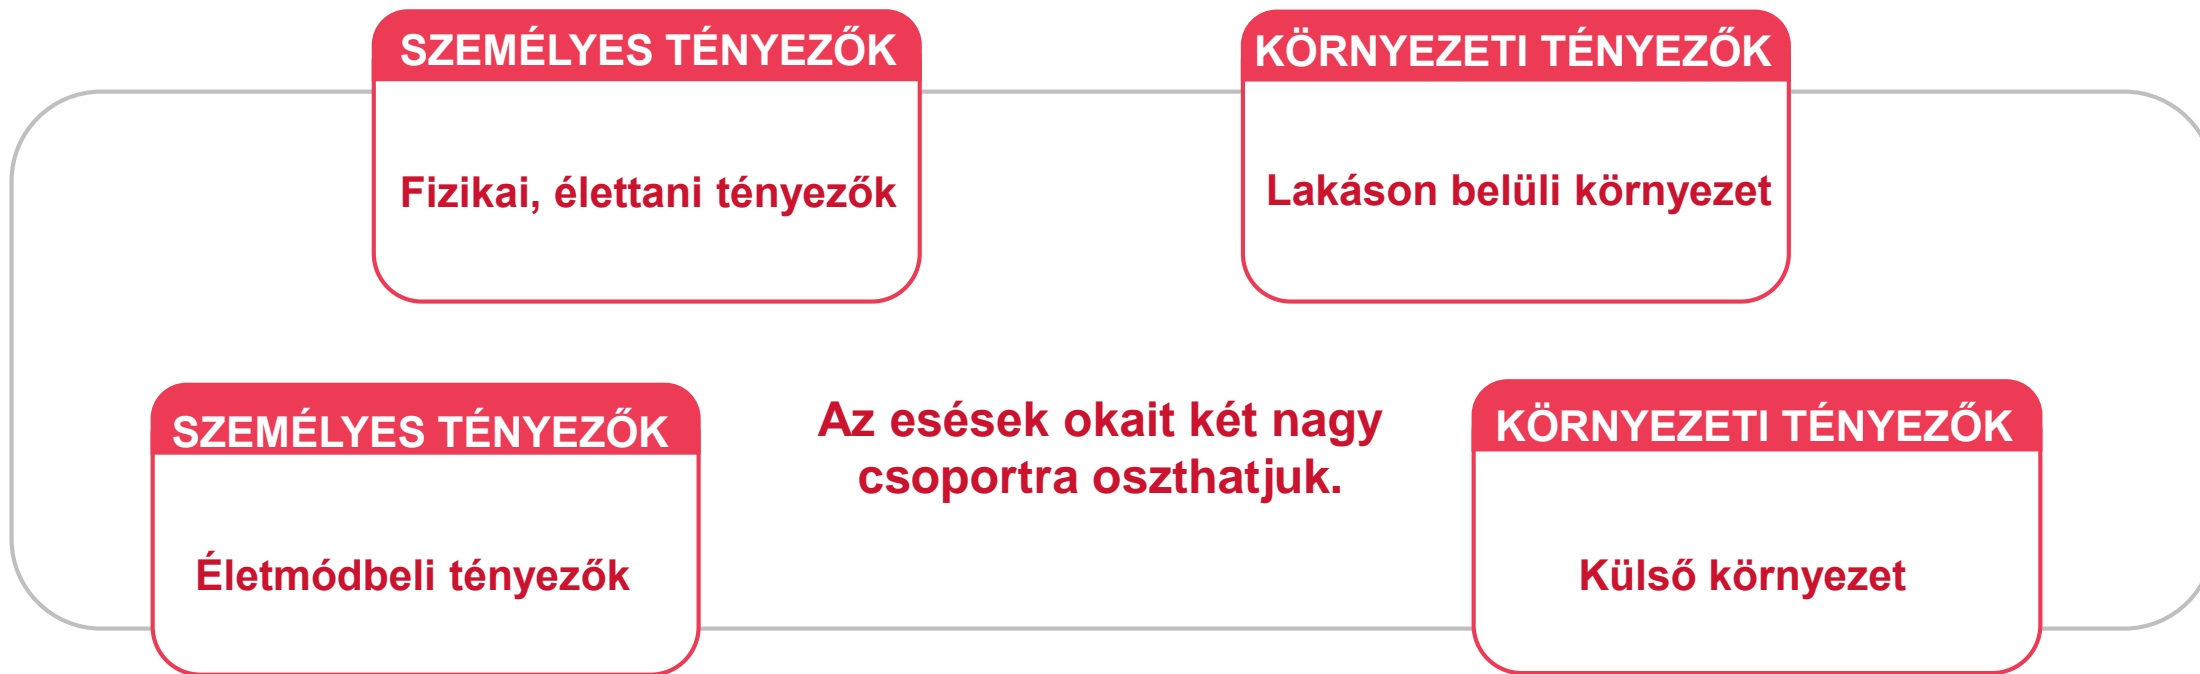 SZEMÉLYES TÉNYEZŐK
Fizikai, élettani tényezők
KÖRNYEZETI TÉNYEZŐK
Lakáson belüli környezet
SZEMÉLYES TÉNYEZŐK
Életmódbeli tényezők
Az esések okait két nagy
csoportra oszthatjuk.
KÖRNYEZETI TÉNYEZŐK
Külső környezet